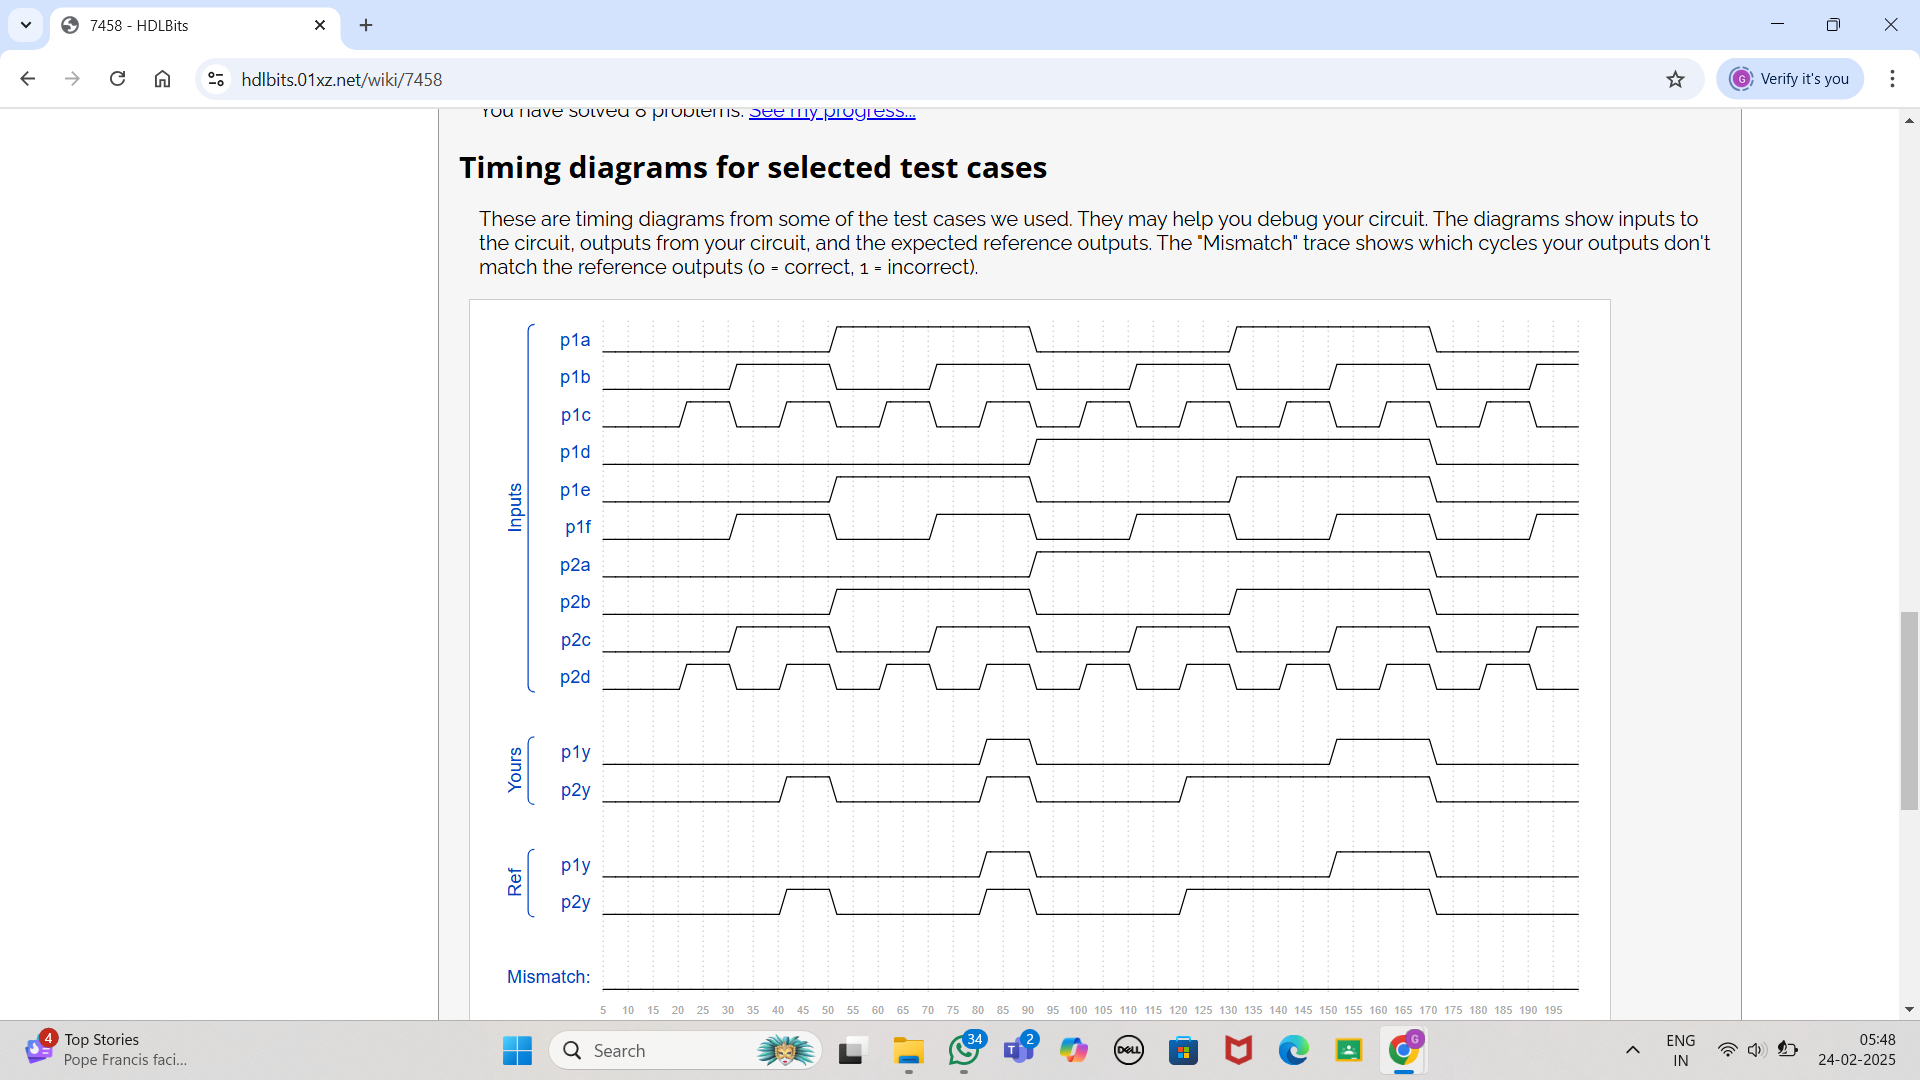 7458 - HDLBits
hdlbits.01xz.net/wiki/7458
Verify it's you
You have solved 8 problems. See my progress...
Timing diagrams for selected test cases
These are timing diagrams from some of the test cases we used. They may help you debug your circuit. The diagrams show inputs to
the circuit, outputs from your circuit, and the expected reference outputs. The "Mismatch" trace shows which cycles your outputs don't
match the reference outputs (0 = correct, 1 = incorrect).
Inputs
p1a
p1b
p1c
p1d
p1e
p1f
p2a
p2b
p2c
p2d
Yours
p1y
p2y
Ref
p1y
p2y
Mismatch:
5 10 15 20 25 30 35 40 45 50 55 60 65 70 75 80 85 90 95 100 105 110 115 120 125 130 135 140 145 150 155 160 165 170 175 180 185 190 195
4
Top Stories
Pope Francis faci...
Search
34
2
DELL
G
G
ENG
IN
05:48
24-02-2025